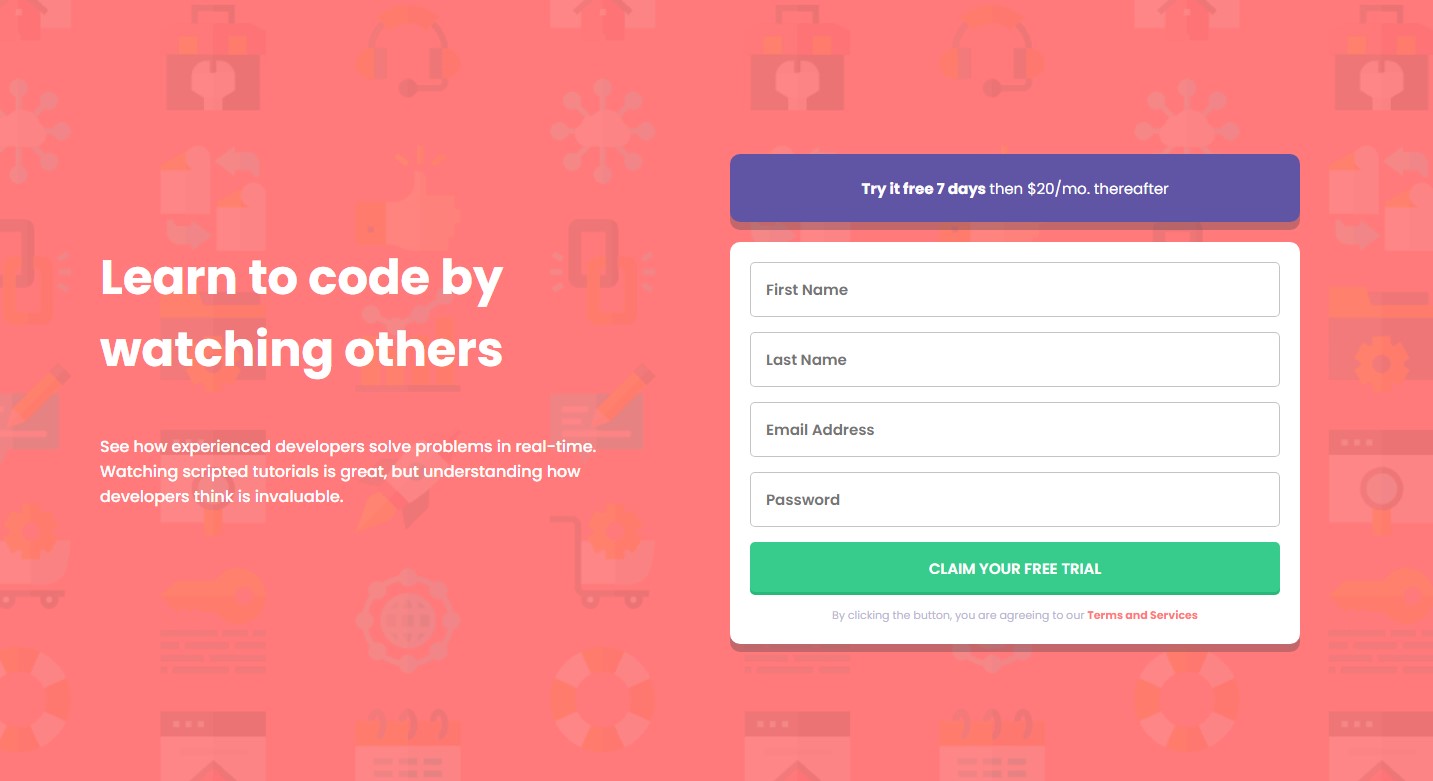 Learn to code by
watching others
See how experienced developers solve problems in real-time.
Watching scripted tutorials is great, but understanding how
developers think is invaluable.
Try it free 7 days then $20/mo. thereafter
First Name
Last Name
Email Address
Password
CLAIM YOUR FREE TRIAL
By clicking the button, you are agreeing to our Terms and Services